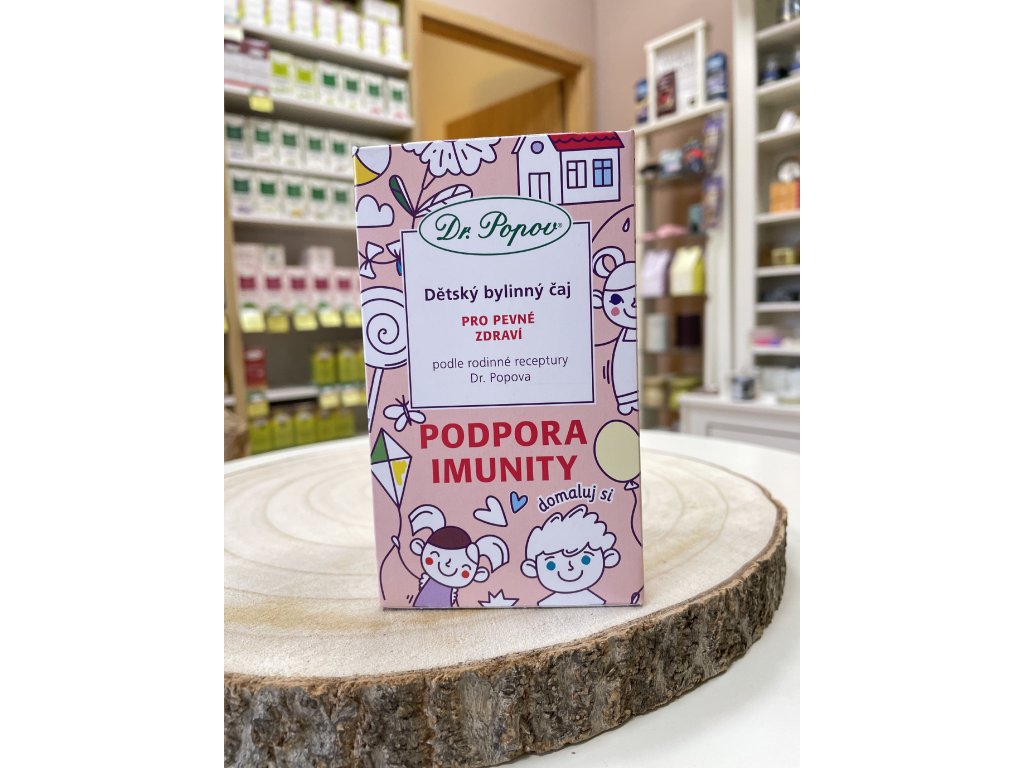 Dr. Popov®
Dětský bylinný čaj
PRO PEVNÉ
ZDRAVÍ
podle rodinné receptury
Dr. Popova
PODPORA
IMUNITY
domaluj si